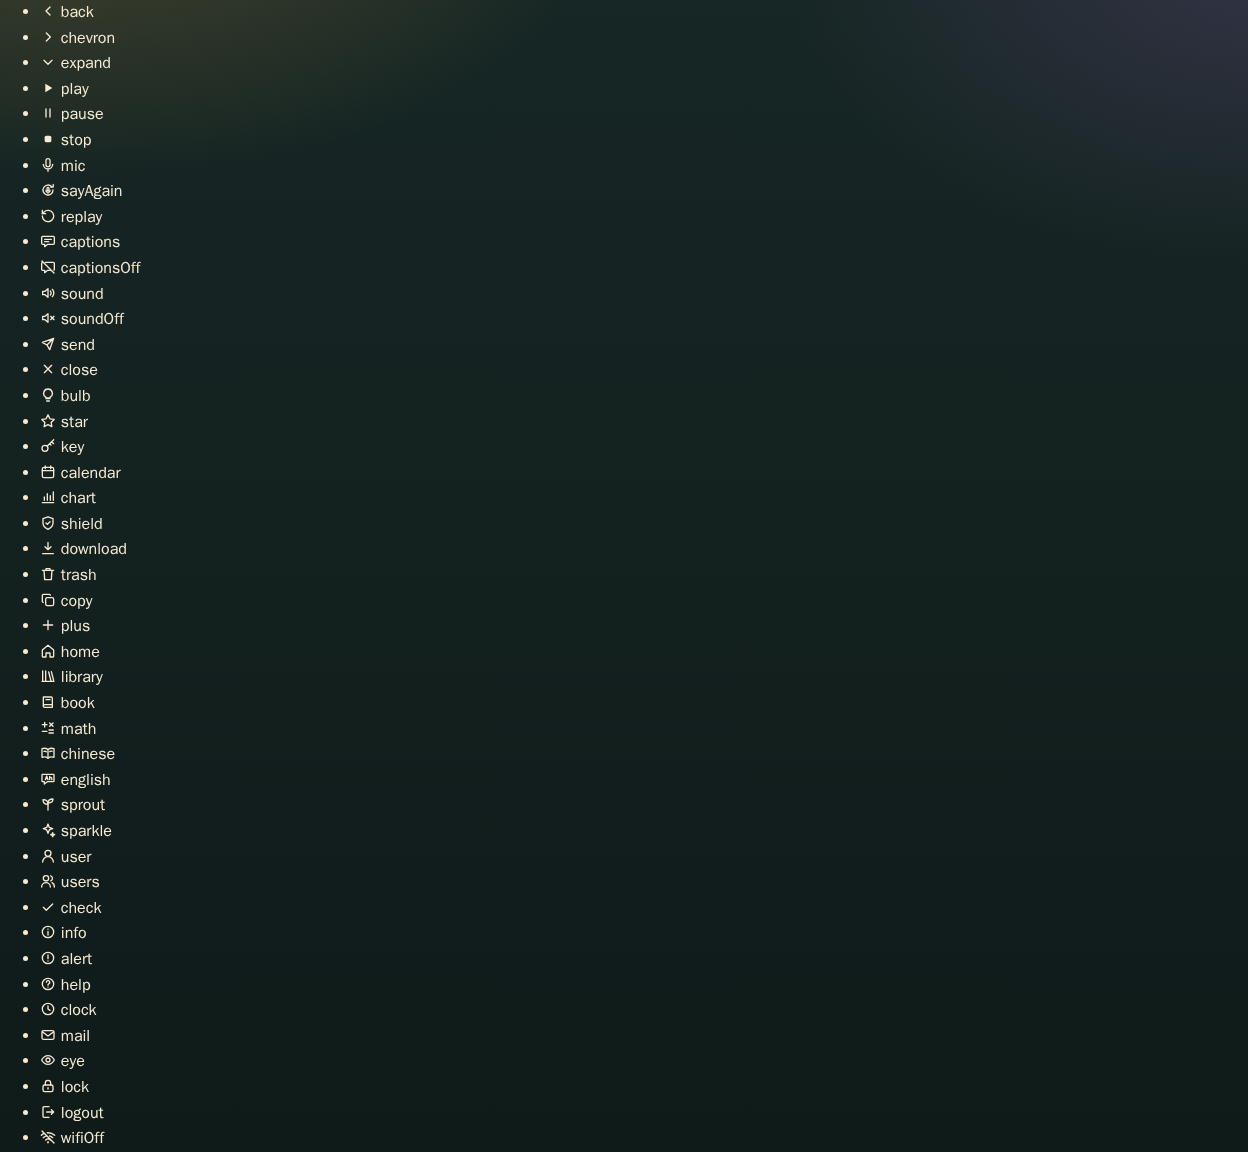 back
chevron
expand
play
pause
stop
mic
sayAgain
replay
captions
captionsOff
sound
soundOff
send
close
bulb
star
key
calendar
chart
shield
download
trash
copy
plus
home
library
book
math
chinese
english
sprout
sparkle
user
users
check
info
alert
help
clock
mail
eye
lock
logout
wifiOff